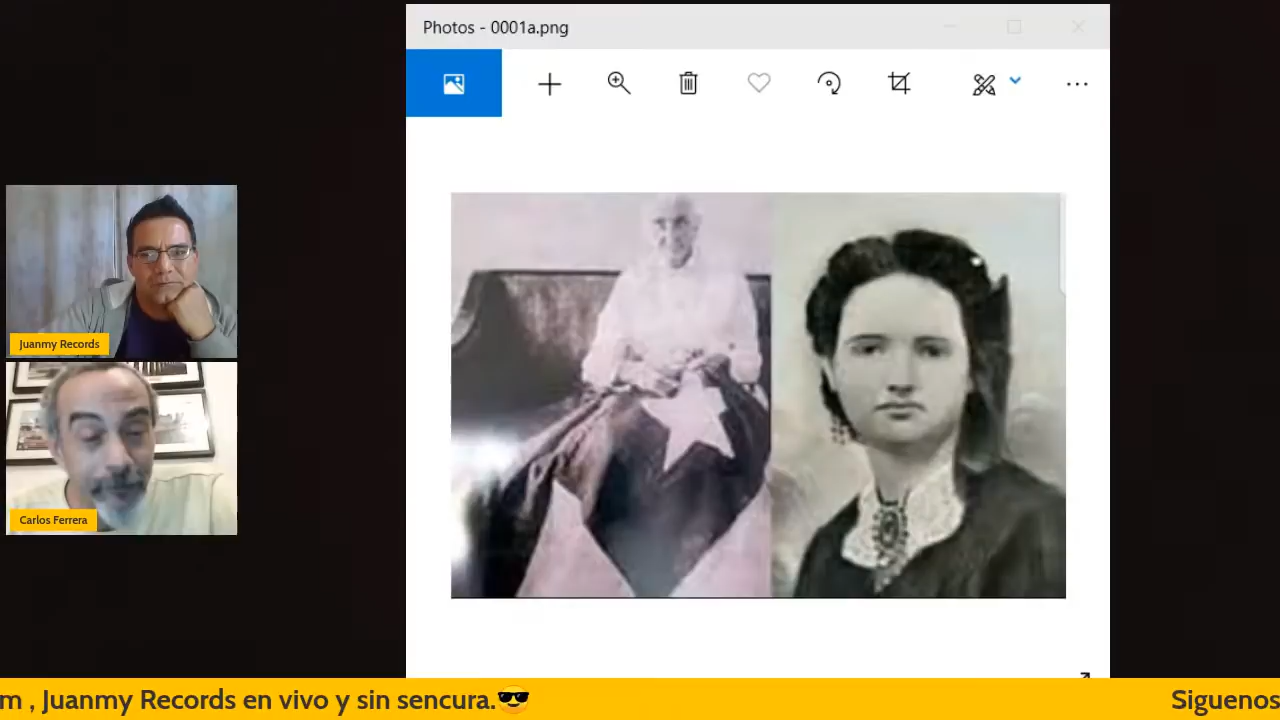 Photos - 0001a.png
Juanmy Records
Carlos Ferrera
m , Juanmy Records en vivo y sin sencura.😎
Siguenos